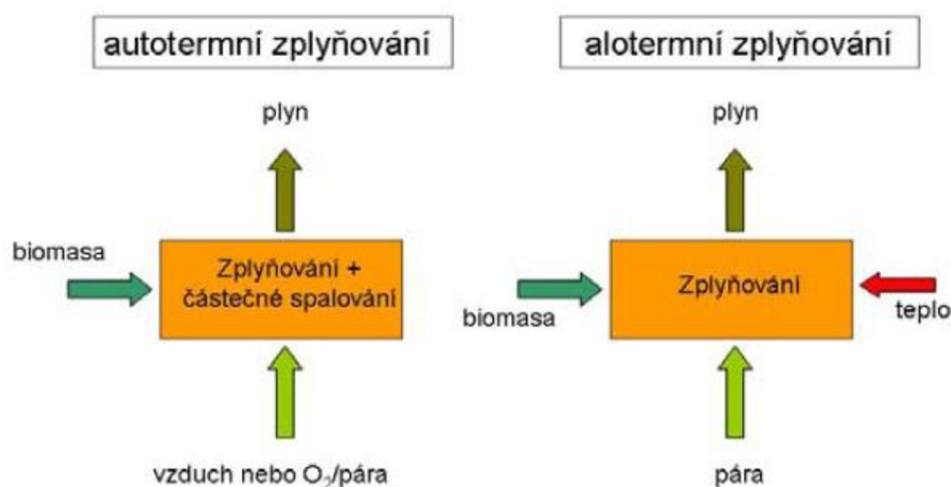 autotermní zplyňování
plyn
biomasa
Zplyňování +
částečné spalování
vzduch nebo O₂/pára
alotermní zplyňování
plyn
biomasa
Zplyňování
teplo
pára